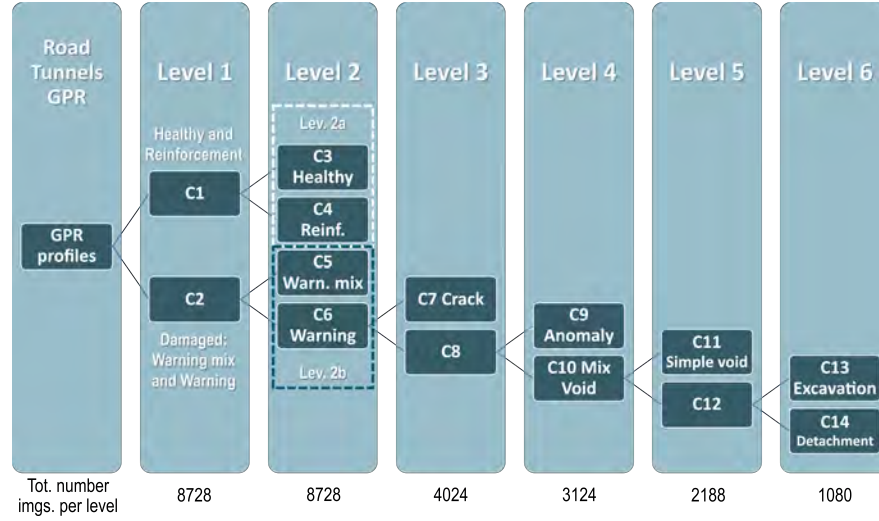 Road
Tunnels
GPR
GPR
profiles
Tot. number
imgs. per level
Level 1
Healthy and
Reinforcement
C1
C2
Damaged:
Warning mix
and Warning
8728
Level 2
Lev. 2a
C3
Healthy
C4
Reinf.
C5
Warn. mix
C6
Warning
Lev. 2b
8728
Level 3
C7 Crack
C8
4024
Level 4
C9
Anomaly
C10 Mix
Void
3124
Level 5
C11
Simple void
C12
2188
Level 6
C13
Excavation
C14
Detachment
1080